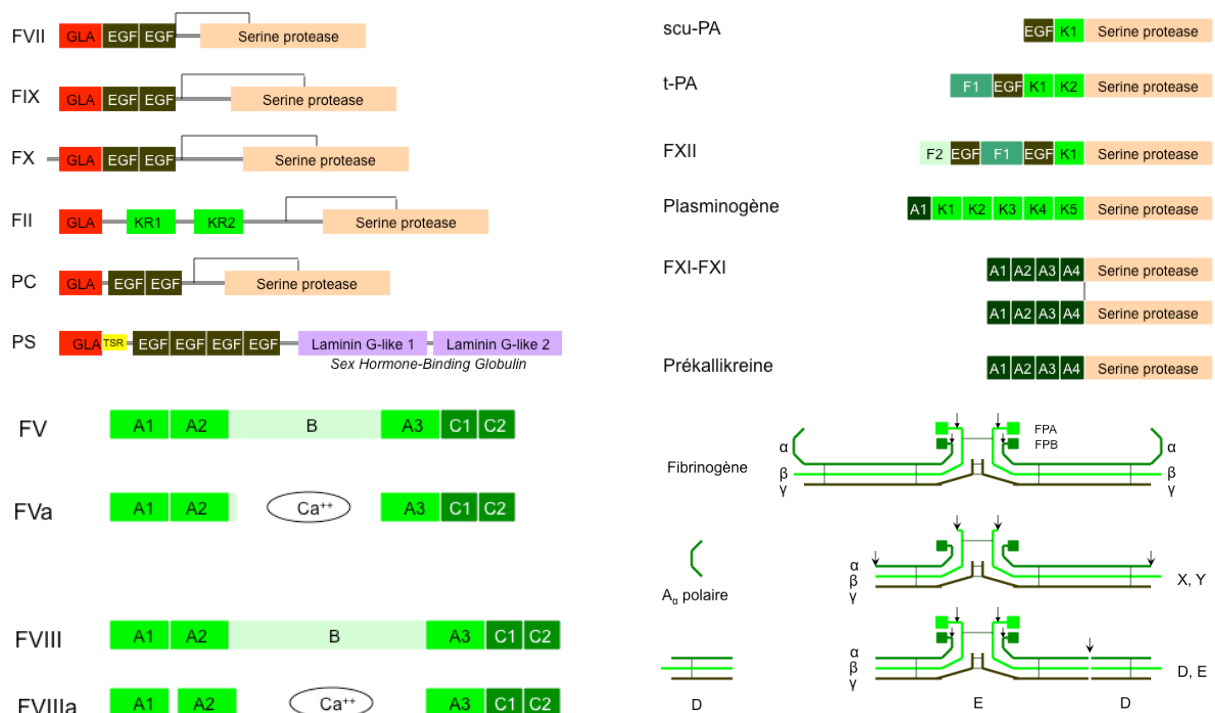 FVII GLA EGF EGF Serine protease
FIX GLA EGF EGF Serine protease
FX GLA EGF EGF Serine protease
FII GLA KR1 KR2 Serine protease
PC GLA EGF EGF Serine protease
PS GLA TSR EGF EGF EGF EGF Laminin G-like 1 Laminin G-like 2
Sex Hormone-Binding Globulin
FV A1 A2 B A3 C1 C2
FVa A1 A2 Ca++ A3 C1 C2
FVIII A1 A2 B A3 C1 C2
FVIIIa A1 A2 Ca++ A3 C1 C2
scu-PA EGF K1 Serine protease
t-PA F1 EGF K1 K2 Serine protease
FXII F2 EGF F1 EGF K1 Serine protease
Plasminogène A1 K1 K2 K3 K4 K5 Serine protease
FXI-FXI A1 A2 A3 A4 Serine protease
A1 A2 A3 A4 Serine protease
Prékallikreine A1 A2 A3 A4 Serine protease
FPA
FPB
α α
Fibrinogène β β
γ γ
α
β X, Y
γ
Aα polaire
α
β D, E
γ
D E D